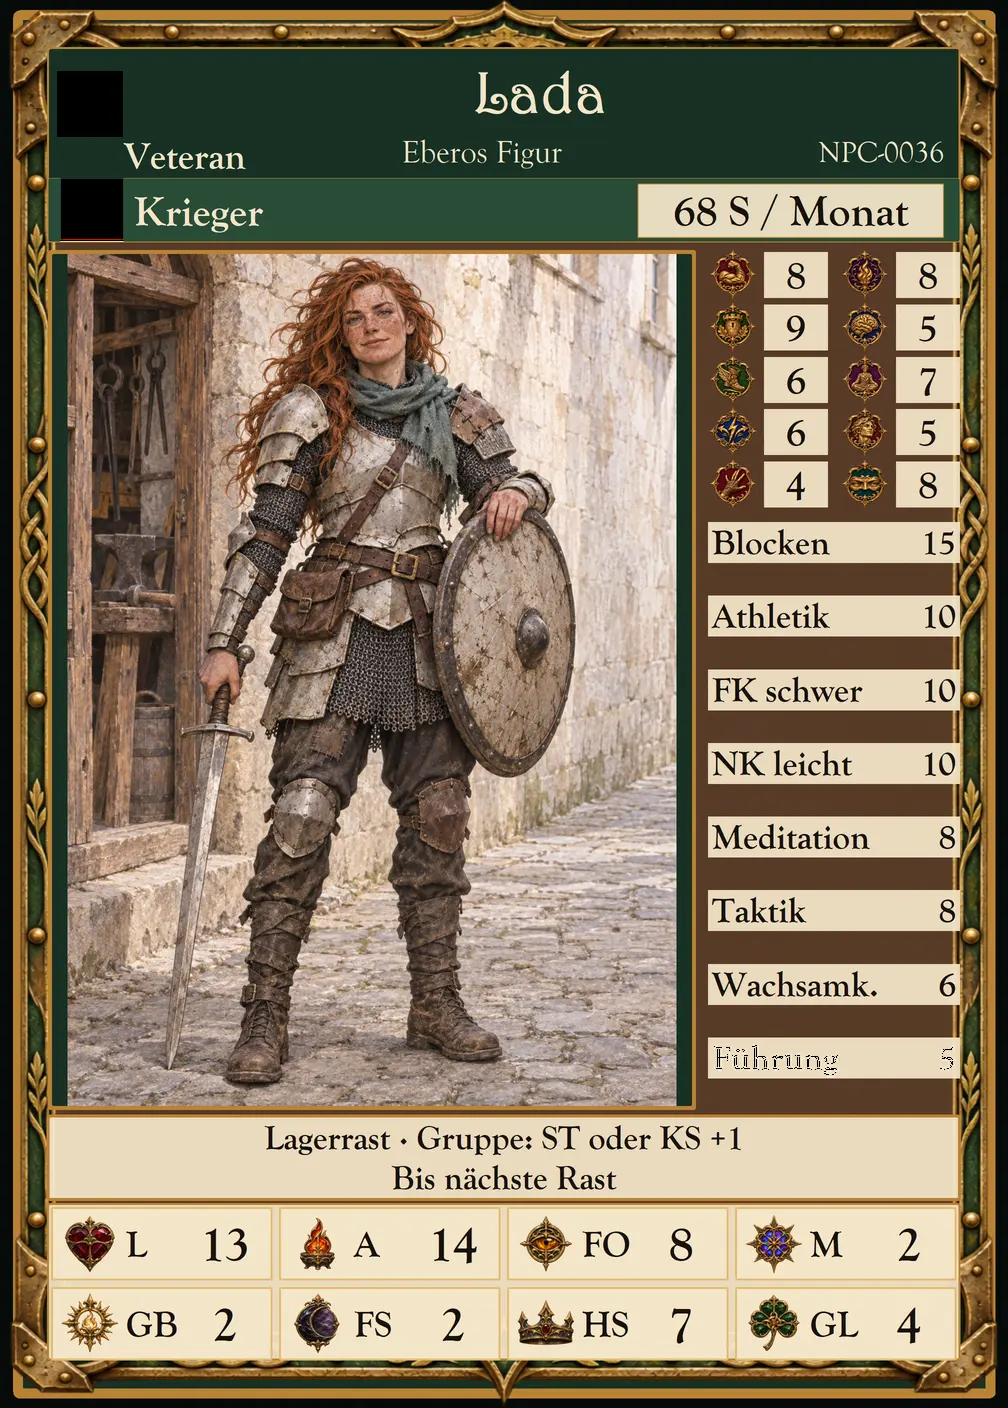 Lada
Veteran
Eberos Figur
NPC-0036
Krieger
68 S / Monat
8 8
9 5
6 7
6 5
4 8
Blocken 15
Athletik 10
FK schwer 10
NK leicht 10
Meditation 8
Taktik 8
Wachsamk. 6
Führung 5
Lagerrast · Gruppe: ST oder KS +1
Bis nächste Rast
L 13
A 14
FO 8
M 2
GB 2
FS 2
HS 7
GL 4